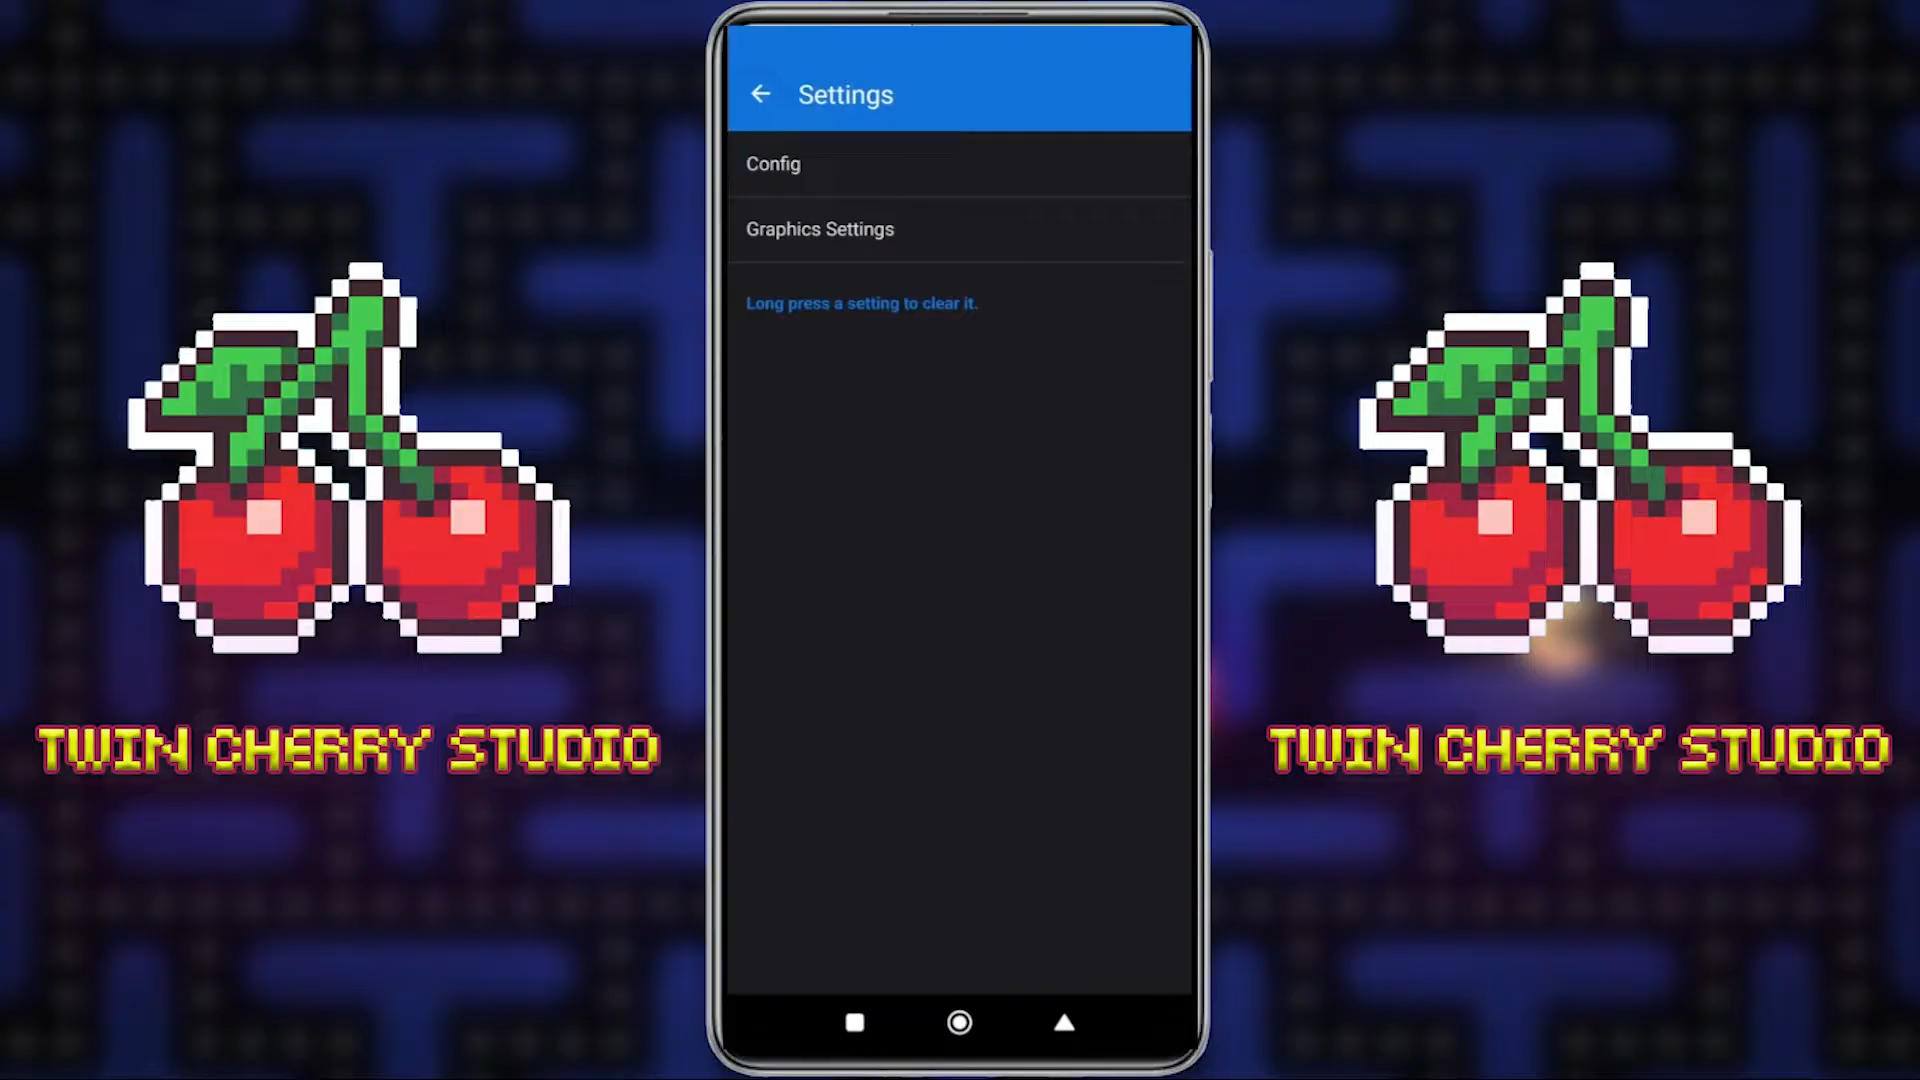 Settings
Config
Graphics Settings
Long press a setting to clear it.
TWIN CHERRY STUDIO
TWIN CHERRY STUDIO